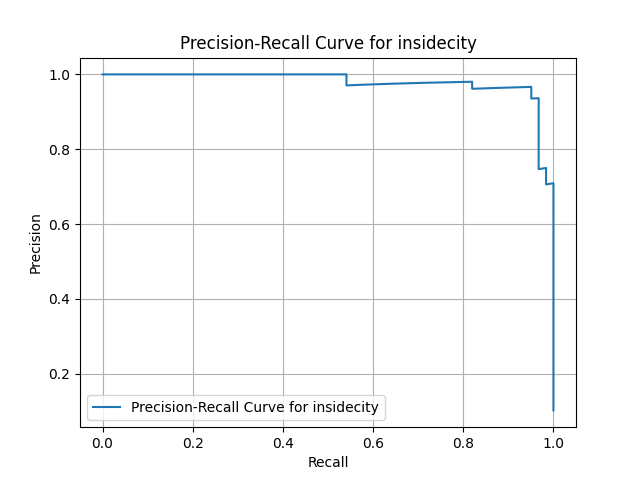 Precision-Recall Curve for insidecity
1.0
0.8
0.6
0.4
0.2
Precision
Precision-Recall Curve for insidecity
0.0 0.2 0.4 0.6 0.8 1.0
Recall